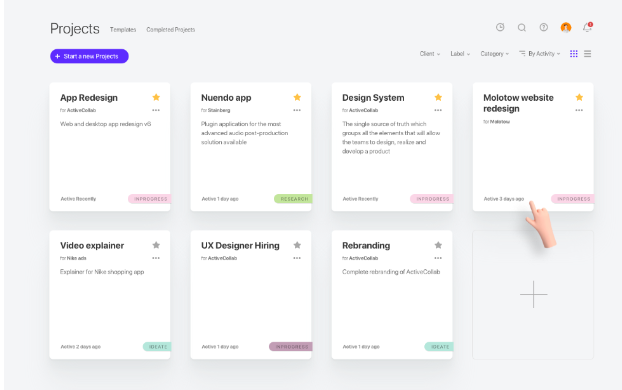 Projects
Templates
Completed Projects
+ Start a new Projects
Client
Label
Category
By Activity
App Redesign
for ActiveCollab
Web and desktop app redesign v6
Active Recently
INPROGRESS
Nuendo app
for Steinberg
Plugin application for the most
advanced audio post-production
solution available
Active 1 day ago
RESEARCH
Design System
for ActiveCollab
The single source of truth which
groups all the elements that will allow
the teams to design, realize and
develop a product
Active Recently
INPROGRESS
Molotow website
redesign
for Molotow
Active 3 days ago
INPROGRESS
Video explainer
for Nike ads
Explainer for Nike shopping app
Active 2 days ago
IDEATE
UX Designer Hiring
for ActiveCollab
Active 1 day ago
INPROGRESS
Rebranding
for ActiveCollab
Complete rebranding of ActiveCollab
Active 1 day ago
IDEATE